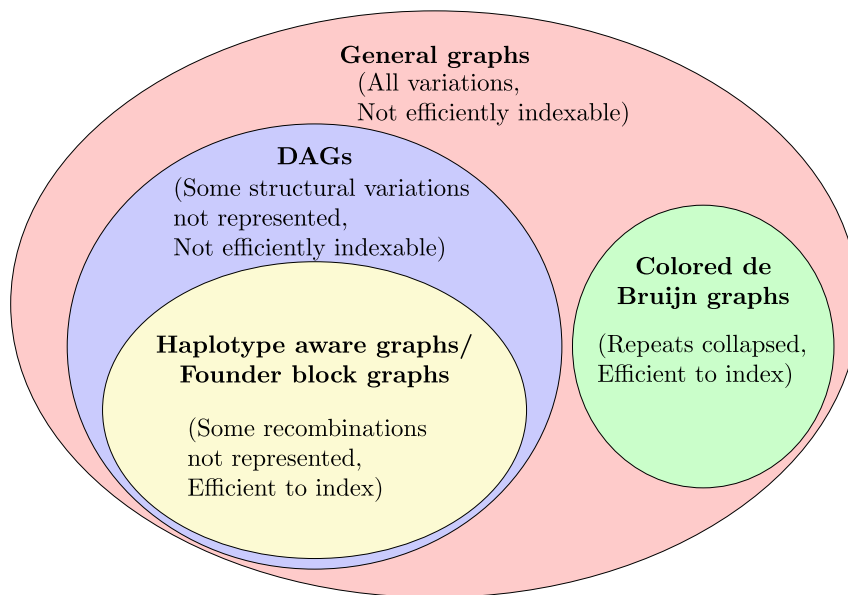 General graphs
(All variations,
Not efficiently indexable)
DAGs
(Some structural variations
not represented,
Not efficiently indexable)
Haplotype aware graphs/
Founder block graphs
(Some recombinations
not represented,
Efficient to index)
Colored de
Bruijn graphs
(Repeats collapsed,
Efficient to index)